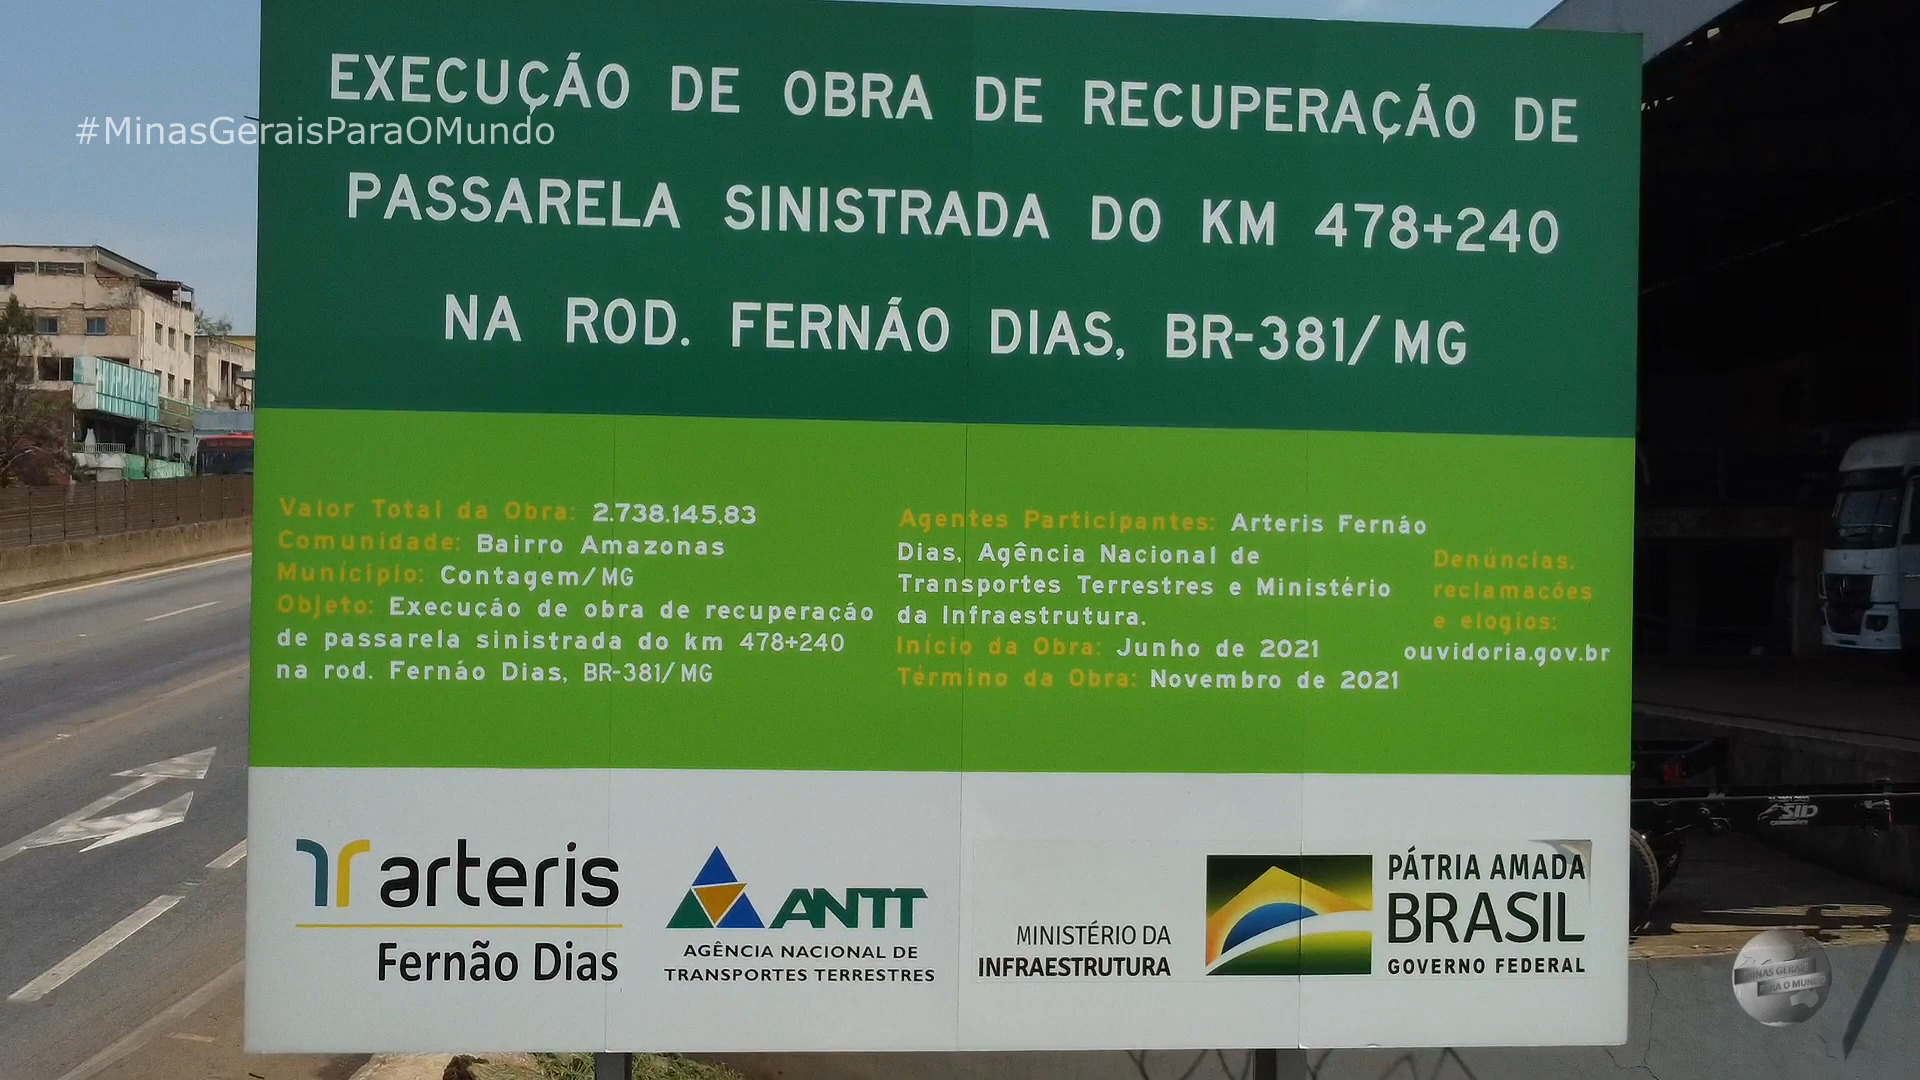 #MinasGeraisParaOMundo
EXECUÇÃO DE OBRA DE RECUPERAÇÃO DE
PASSARELA SINISTRADA DO KM 478+240
NA ROD. FERNÃO DIAS, BR-381/MG
Valor Total da Obra: 2.738.145,83
Comunidade: Bairro Amazonas
Município: Contagem/MG
Objeto: Execução de obra de recuperação
de passarela sinistrada do km 478+240
na rod. Fernão Dias, BR-381/MG
Agentes Participantes: Arteris Fernão
Dias, Agência Nacional de
Transportes Terrestres e Ministério
da Infraestrutura.
Início da Obra: Junho de 2021
Término da Obra: Novembro de 2021
Denúncias,
reclamações
e elogios:
ouvidoria.gov.br
arteris
Fernão Dias
ANTT
AGÊNCIA NACIONAL DE
TRANSPORTES TERRESTRES
MINISTÉRIO DA
INFRAESTRUTURA
PÁTRIA AMADA
BRASIL
GOVERNO FEDERAL
SID
MINAS GERAIS
PARA O MUNDO